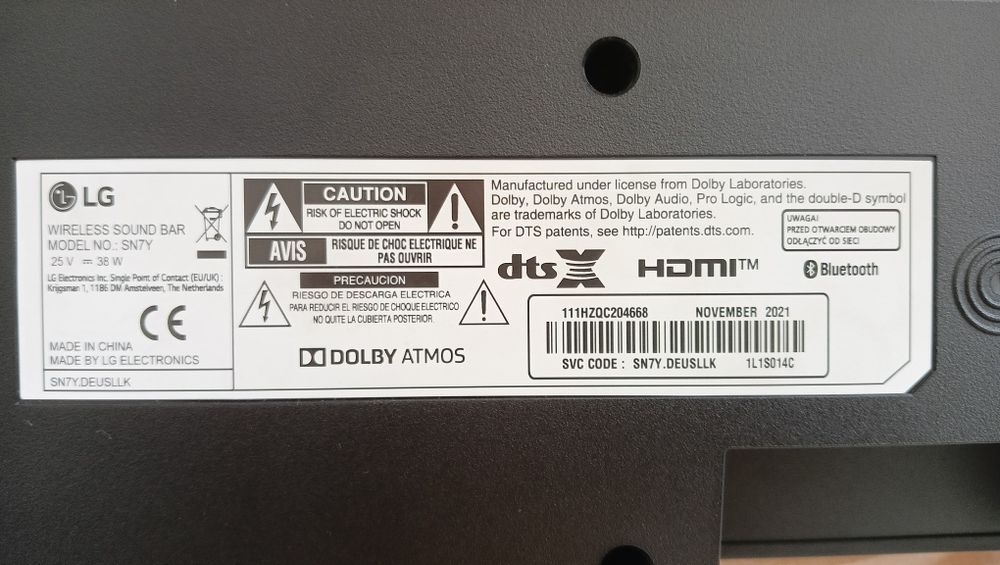 LG
WIRELESS SOUND BAR
MODEL NO.: SN7Y
25 V ⎓ 38 W
LG Electronics Inc. Single Point of Contact (EU/UK) :
Krijgsman 1, 1186 DM Amstelveen, The Netherlands
CE
MADE IN CHINA
MADE BY LG ELECTRONICS
SN7Y.DEUSLLK
CAUTION
RISK OF ELECTRIC SHOCK
DO NOT OPEN
AVIS
RISQUE DE CHOC ELECTRIQUE NE
PAS OUVRIR
PRECAUCION
RIESGO DE DESCARGA ELECTRICA
PARA REDUCIR EL RIESGO DE CHOQUE ELECTRICO
NO QUITE LA CUBIERTA POSTERIOR.
DOLBY ATMOS
Manufactured under license from Dolby Laboratories.
Dolby, Dolby Atmos, Dolby Audio, Pro Logic, and the double-D symbol
are trademarks of Dolby Laboratories.
For DTS patents, see http://patents.dts.com.
UWAGA!
PRZED OTWARCIEM OBUDOWY
ODŁĄCZYĆ OD SIECI
dts X
HDMI™
Bluetooth
111HZQC204668 NOVEMBER 2021
SVC CODE : SN7Y.DEUSLLK 1L1S014C